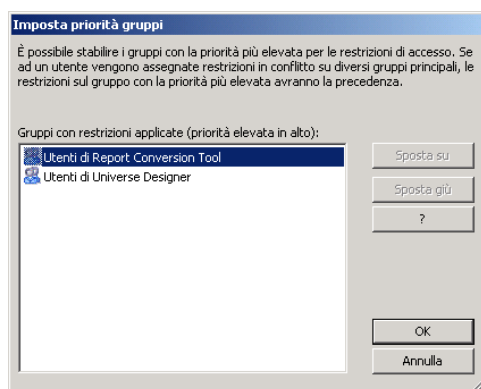 Imposta priorità gruppi
È possibile stabilire i gruppi con la priorità più elevata per le restrizioni di accesso. Se
ad un utente vengono assegnate restrizioni in conflitto su diversi gruppi principali, le
restrizioni sul gruppo con la priorità più elevata avranno la precedenza.
Gruppi con restrizioni applicate (priorità elevata in alto):
Utenti di Report Conversion Tool
Utenti di Universe Designer
Sposta su
Sposta giù
?
OK
Annulla